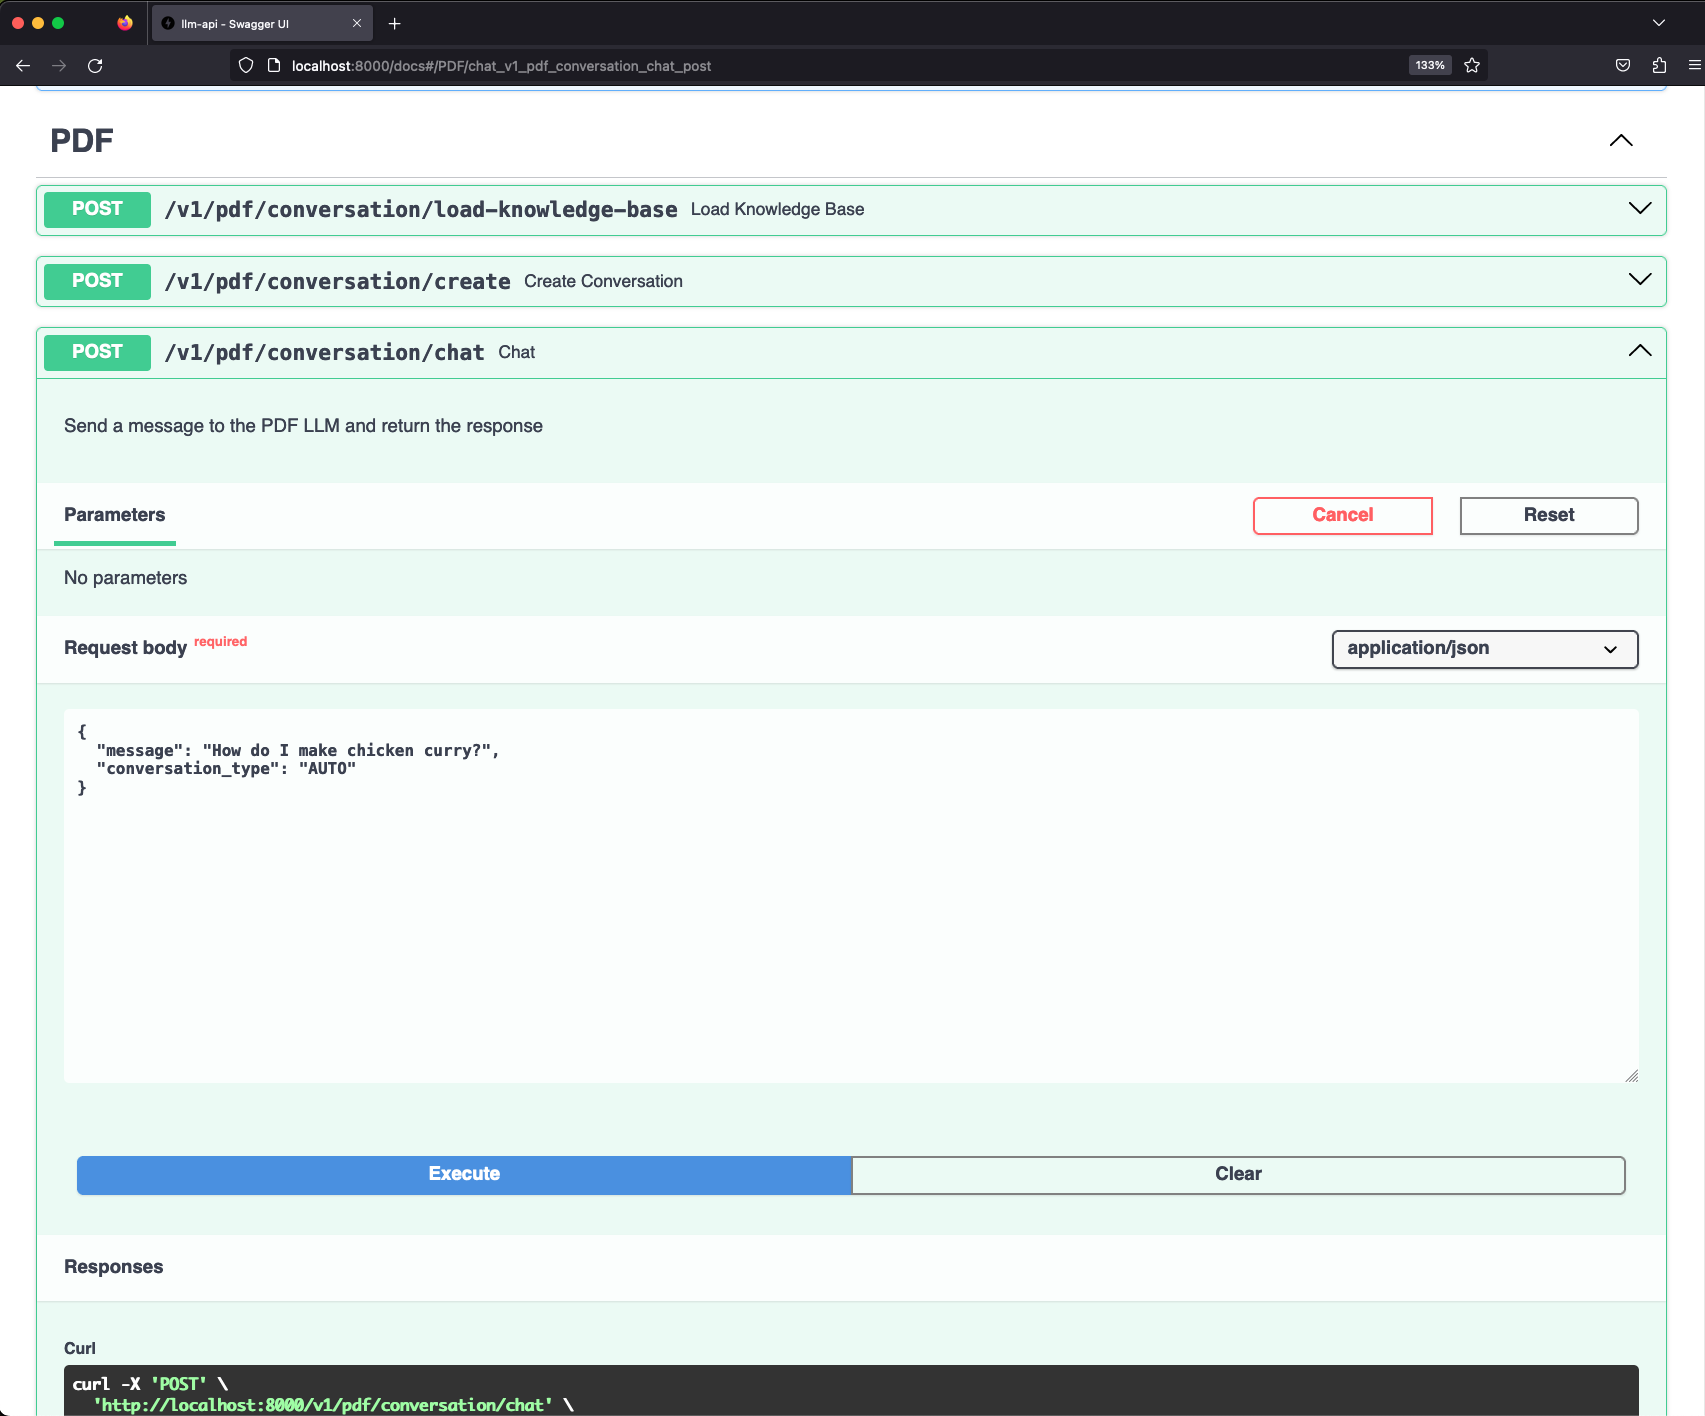 llm-api - Swagger UI
localhost:8000/docs#/PDF/chat_v1_pdf_conversation_chat_post
133%
PDF
POST /v1/pdf/conversation/load-knowledge-base Load Knowledge Base
POST /v1/pdf/conversation/create Create Conversation
POST /v1/pdf/conversation/chat Chat
Send a message to the PDF LLM and return the response
Parameters
Cancel
Reset
No parameters
Request body required
application/json
{
  "message": "How do I make chicken curry?",
  "conversation_type": "AUTO"
}
Execute
Clear
Responses
Curl
curl -X 'POST' \
  'http://localhost:8000/v1/pdf/conversation/chat' \